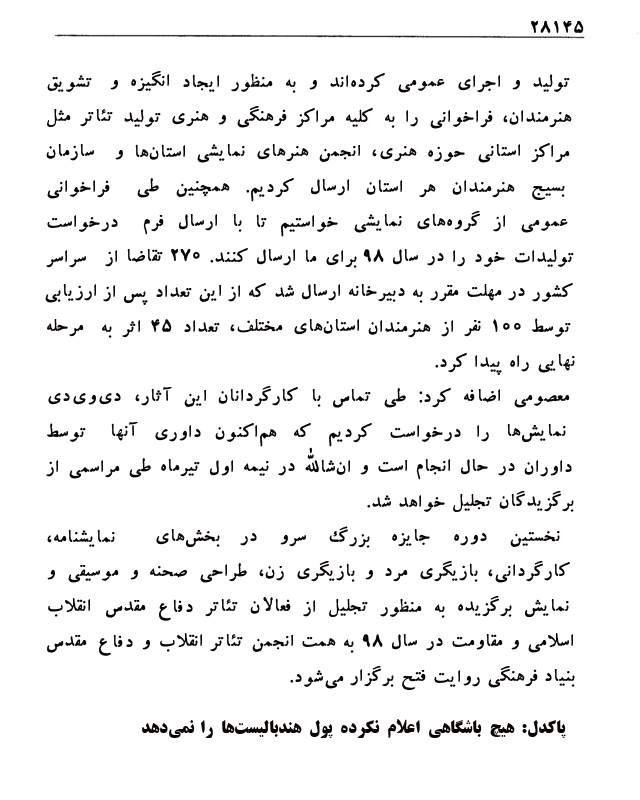 ۲۸۱۴۵
تولید و اجرای عمومی کرده‌اند و به منظور ایجاد انگیزه و تشویق
هنرمندان، فراخوانی را به کلیه مراکز فرهنگی و هنری تولید تئاتر مثل
مراکز استانی حوزه هنری، انجمن هنرهای نمایشی استان‌ها و سازمان
بسیج هنرمندان هر استان ارسال کردیم. همچنین طی فراخوانی
عمومی از گروه‌های نمایشی خواستیم تا با ارسال فرم درخواست
تولیدات خود را در سال ۹۸ برای ما ارسال کنند. ۲۷۰ تقاضا از سراسر
کشور در مهلت مقرر به دبیرخانه ارسال شد که از این تعداد پس از ارزیابی
توسط ۱۰۰ نفر از هنرمندان استان‌های مختلف، تعداد ۴۵ اثر به مرحله
نهایی راه پیدا کرد.
معصومی اضافه کرد: طی تماس با کارگردانان این آثار، دی‌وی‌دی
نمایش‌ها را درخواست کردیم که هم‌اکنون داوری آنها توسط
داوران در حال انجام است و ان‌شالله در نیمه اول تیرماه طی مراسمی از
برگزیدگان تجلیل خواهد شد.
نخستین دوره جایزه بزرگ سرو در بخش‌های نمایشنامه،
کارگردانی، بازیگری مرد و بازیگری زن، طراحی صحنه و موسیقی و
نمایش برگزیده به منظور تجلیل از فعالان تئاتر دفاع مقدس انقلاب
اسلامی و مقاومت در سال ۹۸ به همت انجمن تئاتر انقلاب و دفاع مقدس
بنیاد فرهنگی روایت فتح برگزار می‌شود.
پاکدل: هیچ باشگاهی اعلام نکرده پول هندبالیست‌ها را نمی‌دهد